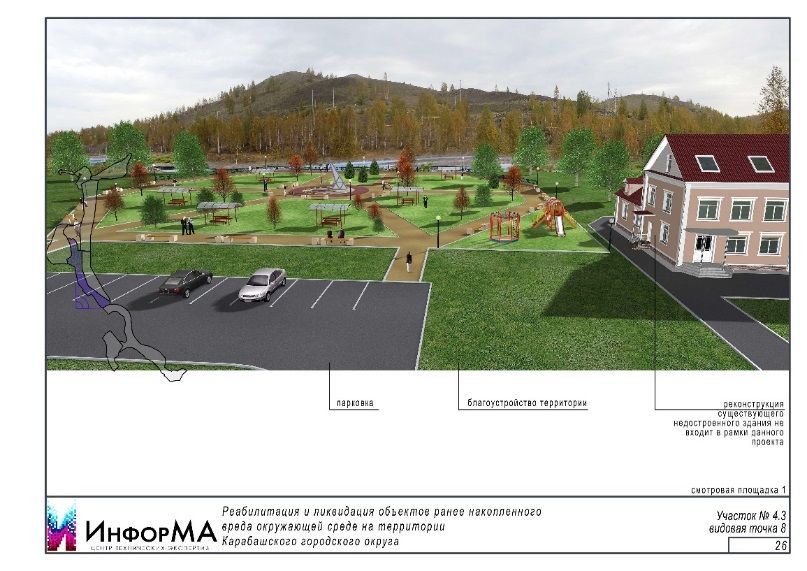 парковка
благоустройство территории
реконструкция
существующего
недостроенного здания не
входит в рамки данного
проекта
смотровая площадка 1
ИнфорМА
ЦЕНТР ТЕХНИЧЕСКИХ ЭКСПЕРТИЗ
Реабилитация и ликвидация объектов ранее накопленного
вреда окружающей среде на территории
Карабашского городского округа
Участок № 4.3
видовая точка 8
26